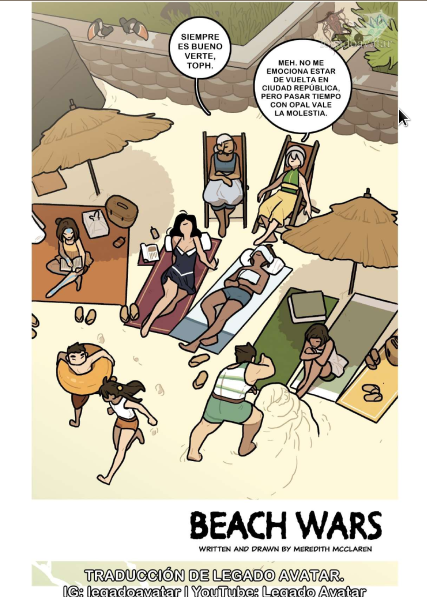 SIEMPRE
ES BUENO
VERTE,
TOPH.
MEH. NO ME
EMOCIONA ESTAR
DE VUELTA EN
CIUDAD REPÚBLICA,
PERO PASAR TIEMPO
CON OPAL VALE
LA MOLESTIA.
BEACH WARS
WRITTEN AND DRAWN BY MEREDITH MCCLAREN
TRADUCCIÓN DE LEGADO AVATAR.
IG: legadoavatar | YouTube: Legado Avatar